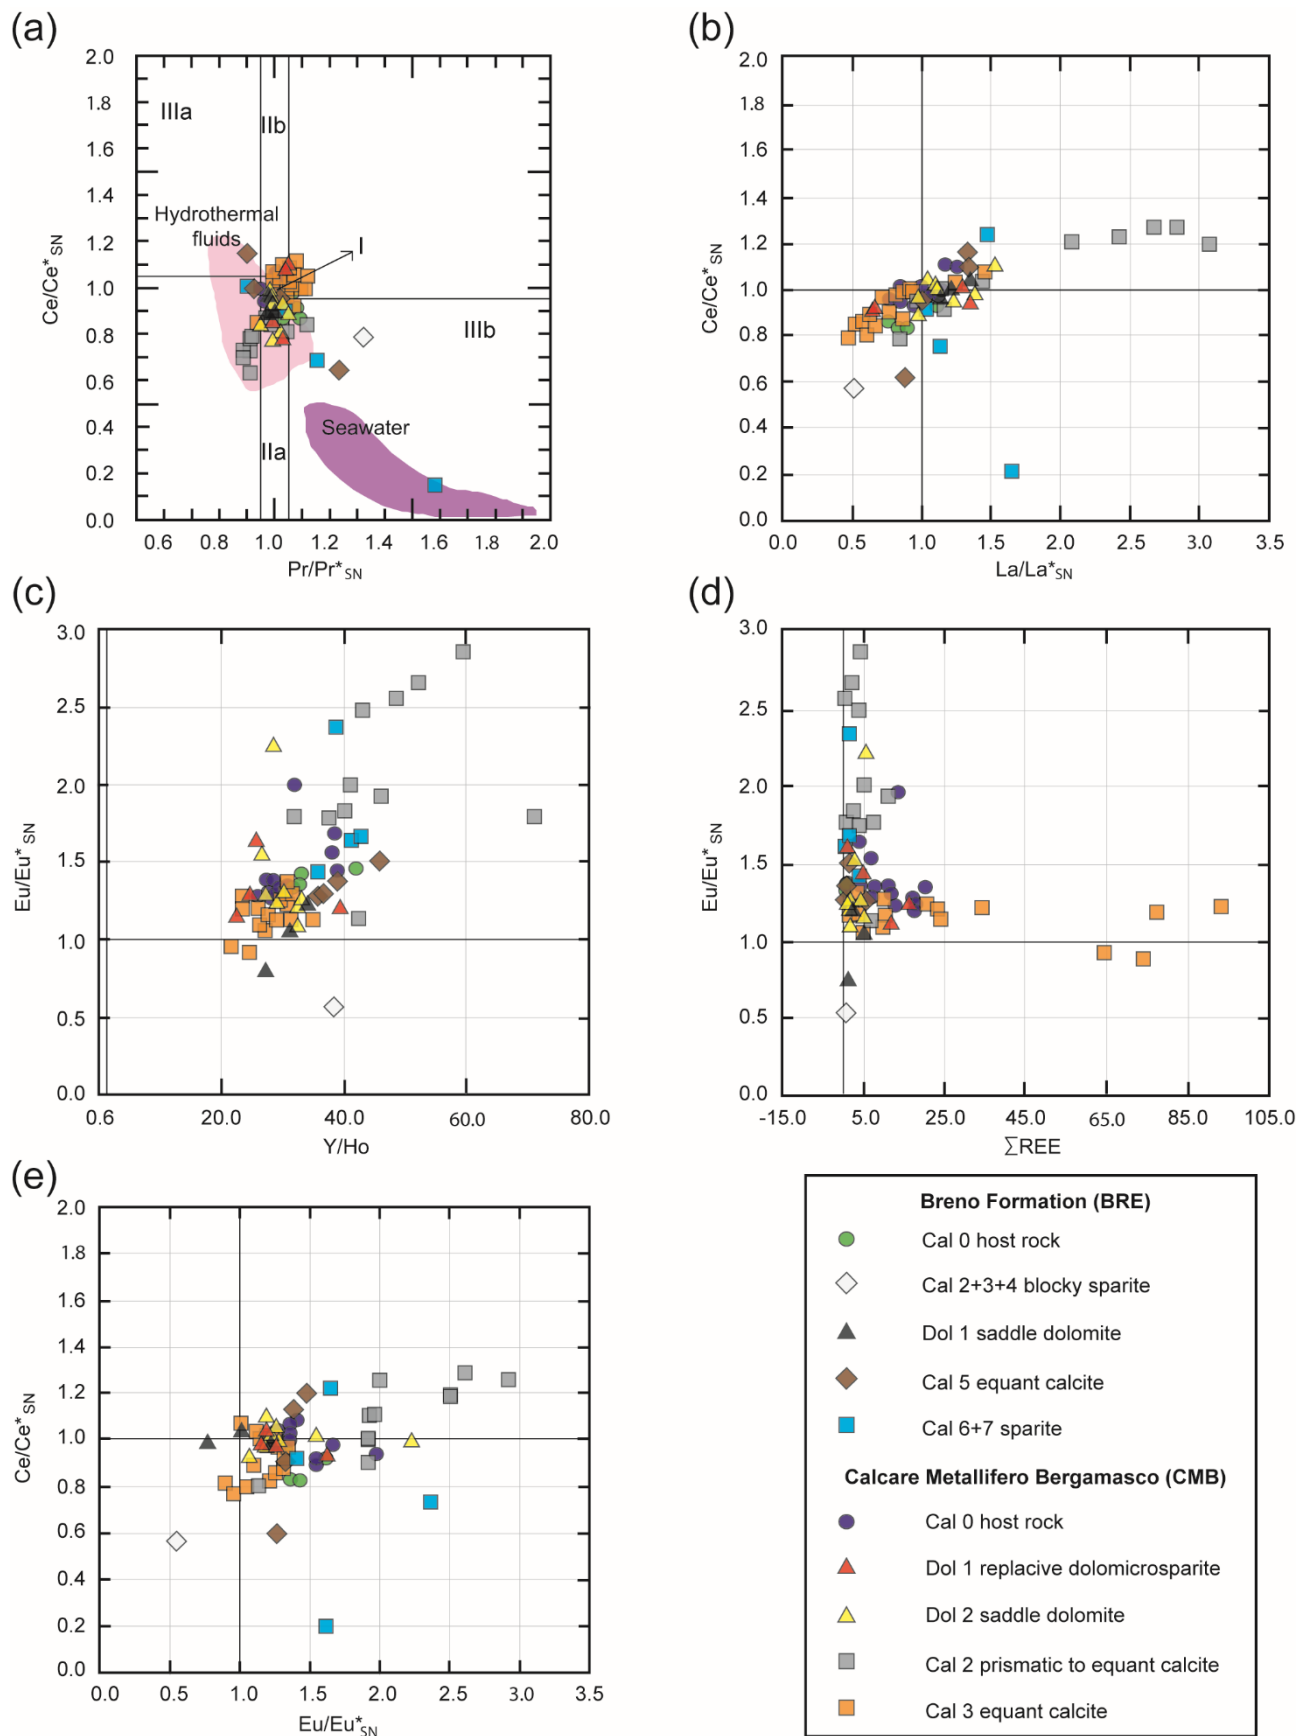 (a)
2.0
1.8
1.6
1.4
1.2
1.0
0.8
0.6
0.4
0.2
0.0
Ce/Ce*SN
IIIa
IIb
Hydrothermal
fluids
I
IIIb
IIa
Seawater
0.6 0.8 1.0 1.2 1.4 1.6 1.8 2.0
Pr/Pr*SN
(b)
2.0
1.8
1.6
1.4
1.2
1.0
0.8
0.6
0.4
0.2
0.0
Ce/Ce*SN
0.0 0.5 1.0 1.5 2.0 2.5 3.0 3.5
La/La*SN
(c)
3.0
2.5
2.0
1.5
1.0
0.5
0.0
Eu/Eu*SN
0.6 20.0 40.0 60.0 80.0
Y/Ho
(d)
3.0
2.5
2.0
1.5
1.0
0.5
0.0
Eu/Eu*SN
-15.0 5.0 25.0 45.0 65.0 85.0 105.0
∑REE
(e)
2.0
1.8
1.6
1.4
1.2
1.0
0.8
0.6
0.4
0.2
0.0
Ce/Ce*SN
0.0 0.5 1.0 1.5 2.0 2.5 3.0 3.5
Eu/Eu*SN
Breno Formation (BRE)
Cal 0 host rock
Cal 2+3+4 blocky sparite
Dol 1 saddle dolomite
Cal 5 equant calcite
Cal 6+7 sparite
Calcare Metallifero Bergamasco (CMB)
Cal 0 host rock
Dol 1 replacive dolomicrosparite
Dol 2 saddle dolomite
Cal 2 prismatic to equant calcite
Cal 3 equant calcite